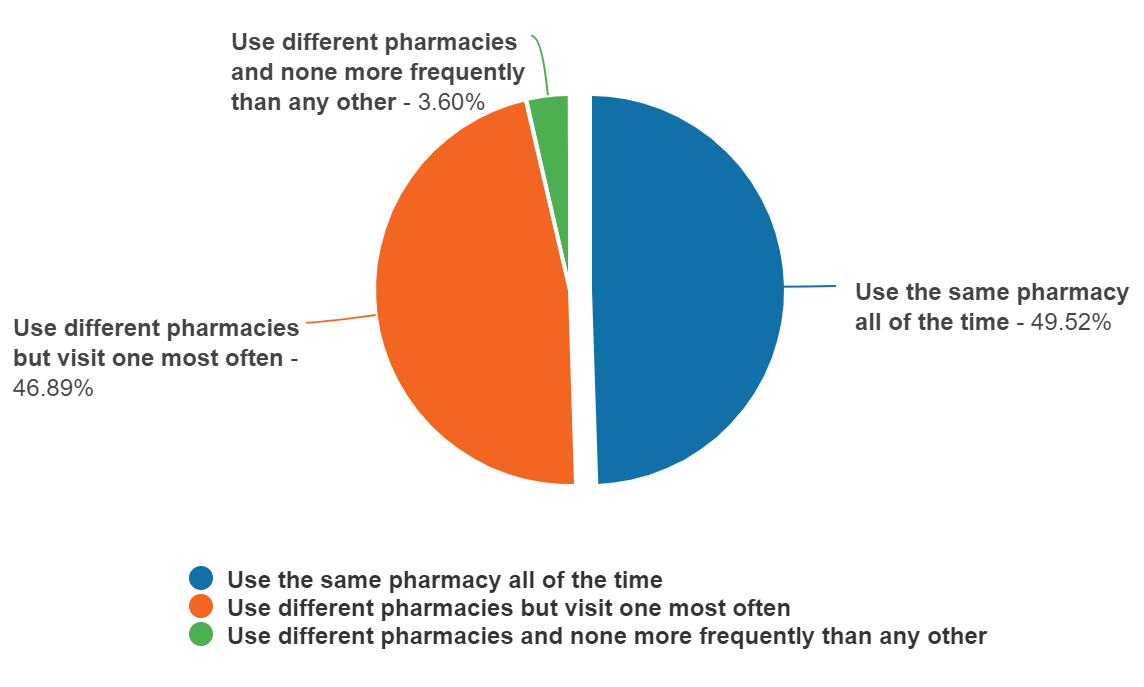 Use different pharmacies
and none more frequently
than any other - 3.60%
Use the same pharmacy
all of the time - 49.52%
Use different pharmacies
but visit one most often -
46.89%
Use the same pharmacy all of the time
Use different pharmacies but visit one most often
Use different pharmacies and none more frequently than any other